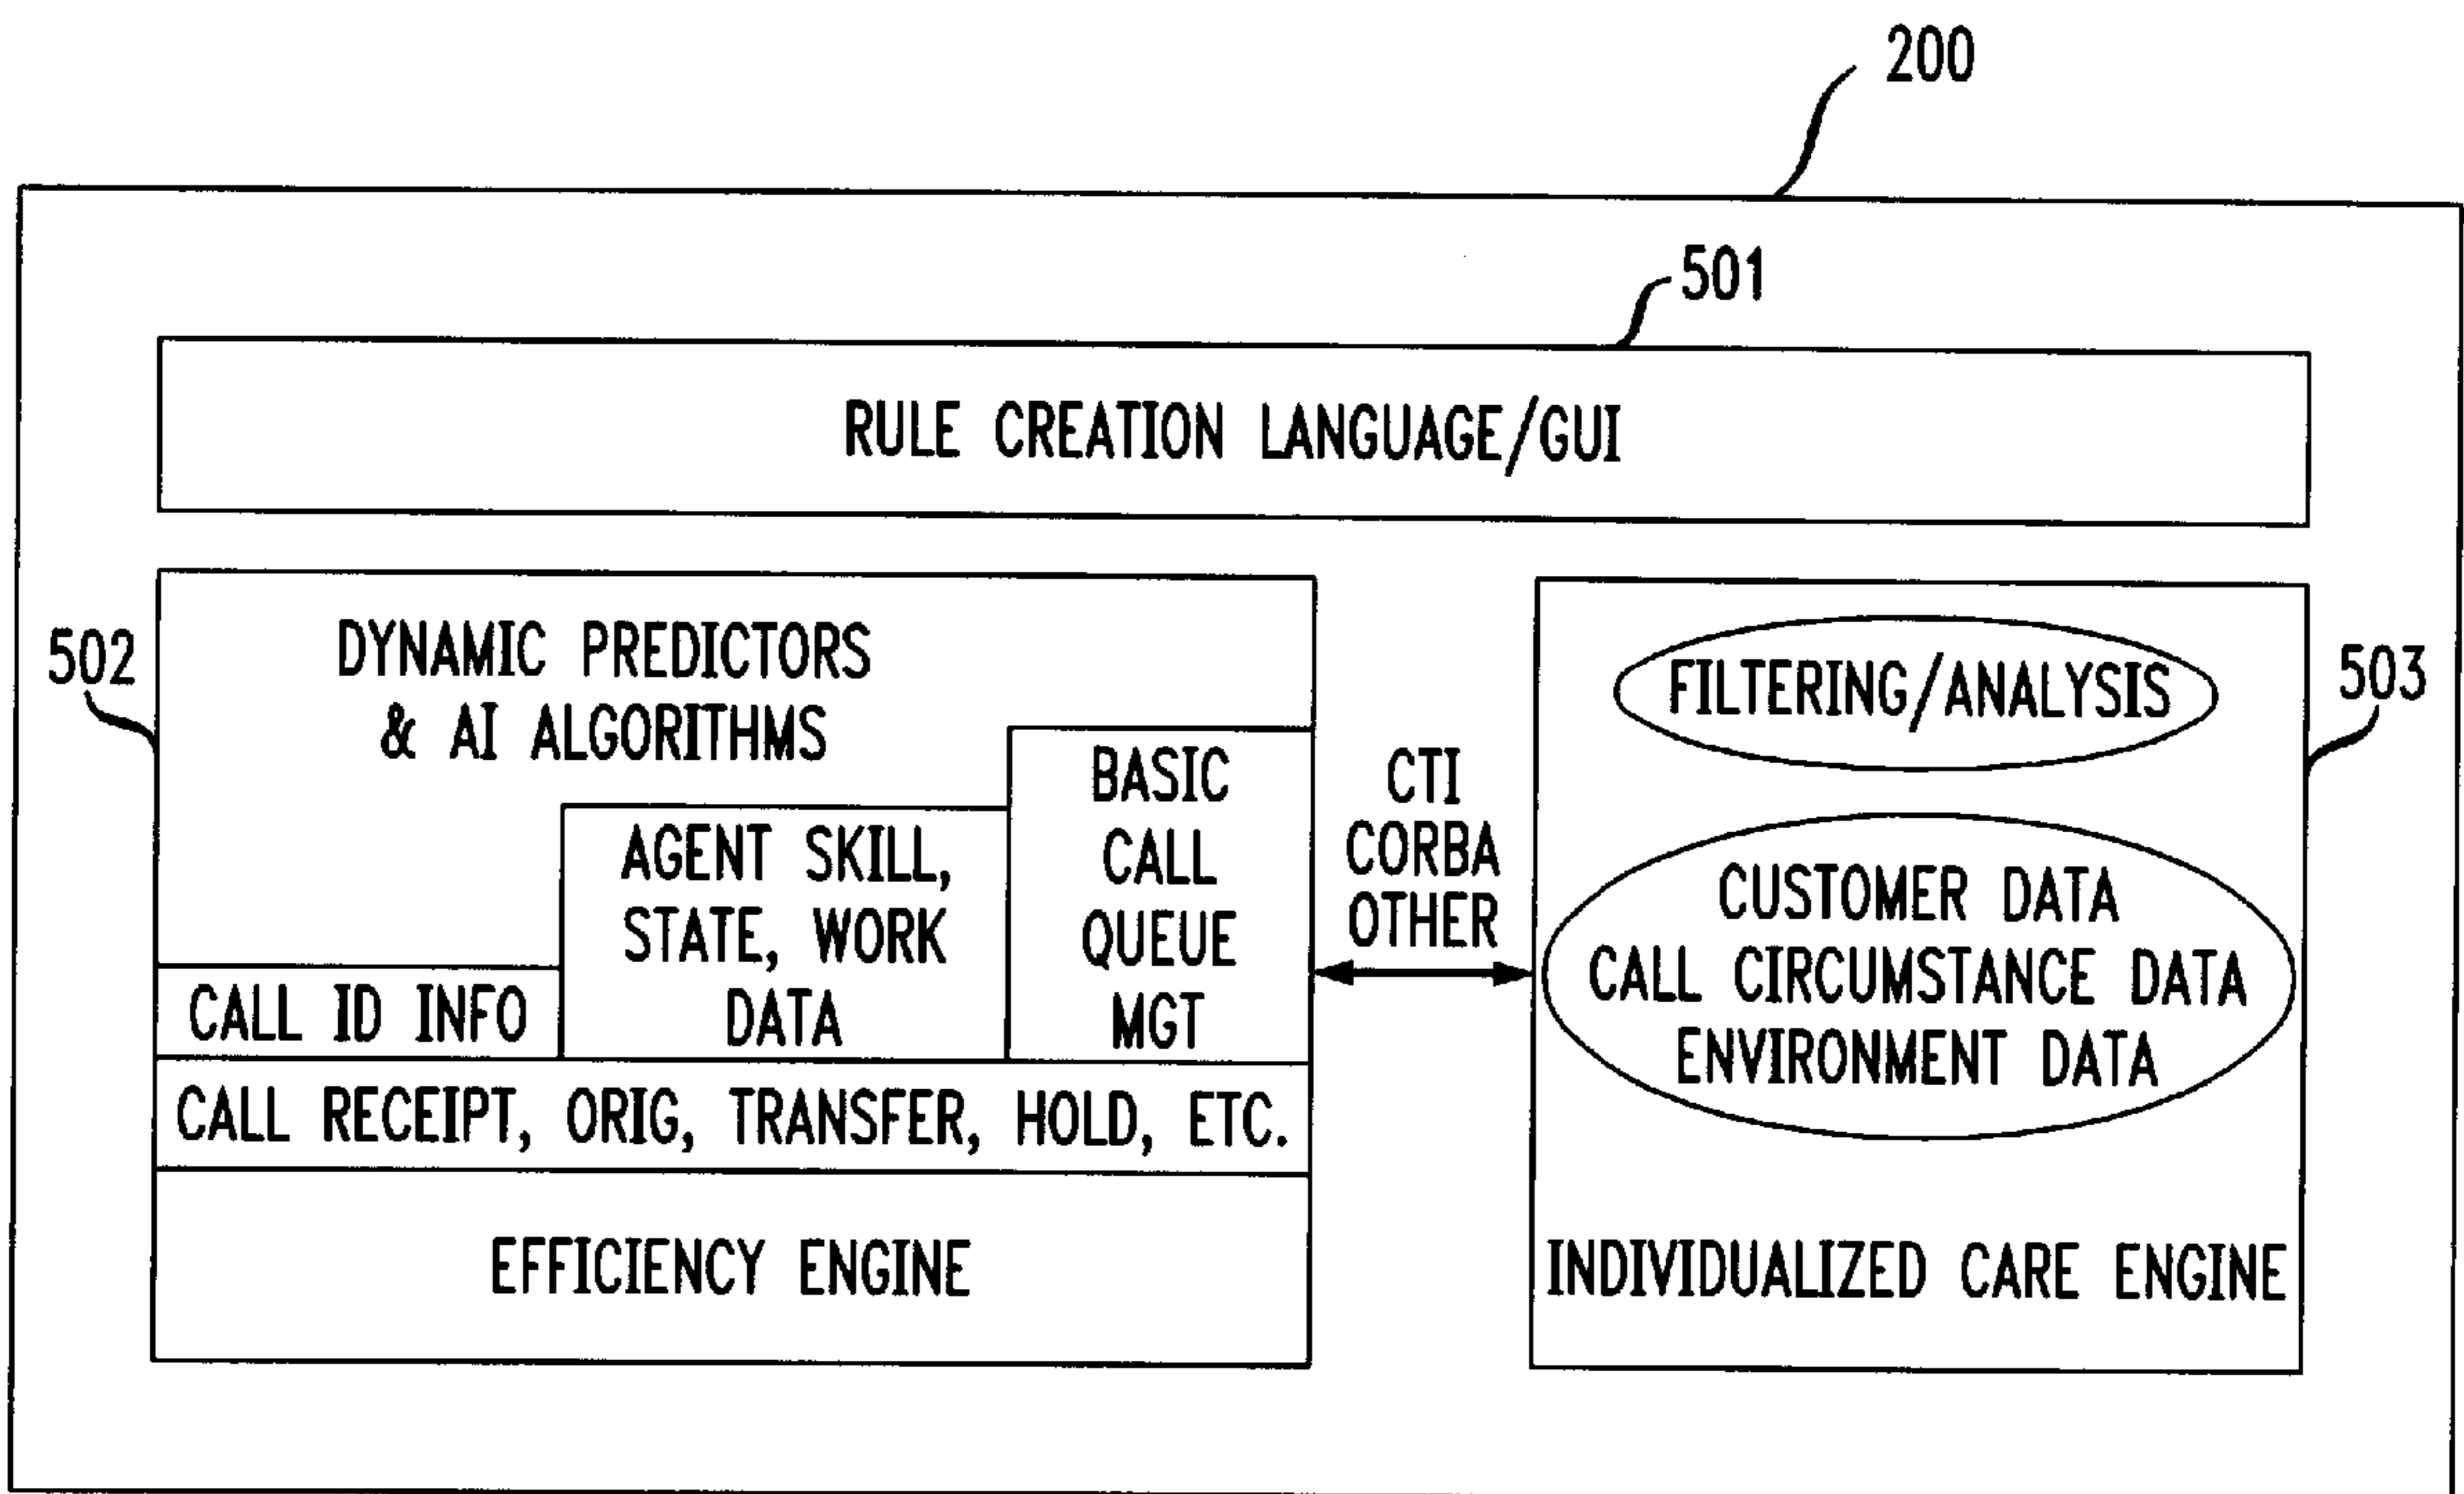 200
501
RULE CREATION LANGUAGE/GUI
502
DYNAMIC PREDICTORS
& AI ALGORITHMS
BASIC
CALL
QUEUE
MGT
AGENT SKILL,
STATE, WORK
DATA
CALL ID INFO
CALL RECEIPT, ORIG, TRANSFER, HOLD, ETC.
EFFICIENCY ENGINE
CTI
CORBA
OTHER
503
FILTERING/ANALYSIS
CUSTOMER DATA
CALL CIRCUMSTANCE DATA
ENVIRONMENT DATA
INDIVIDUALIZED CARE ENGINE